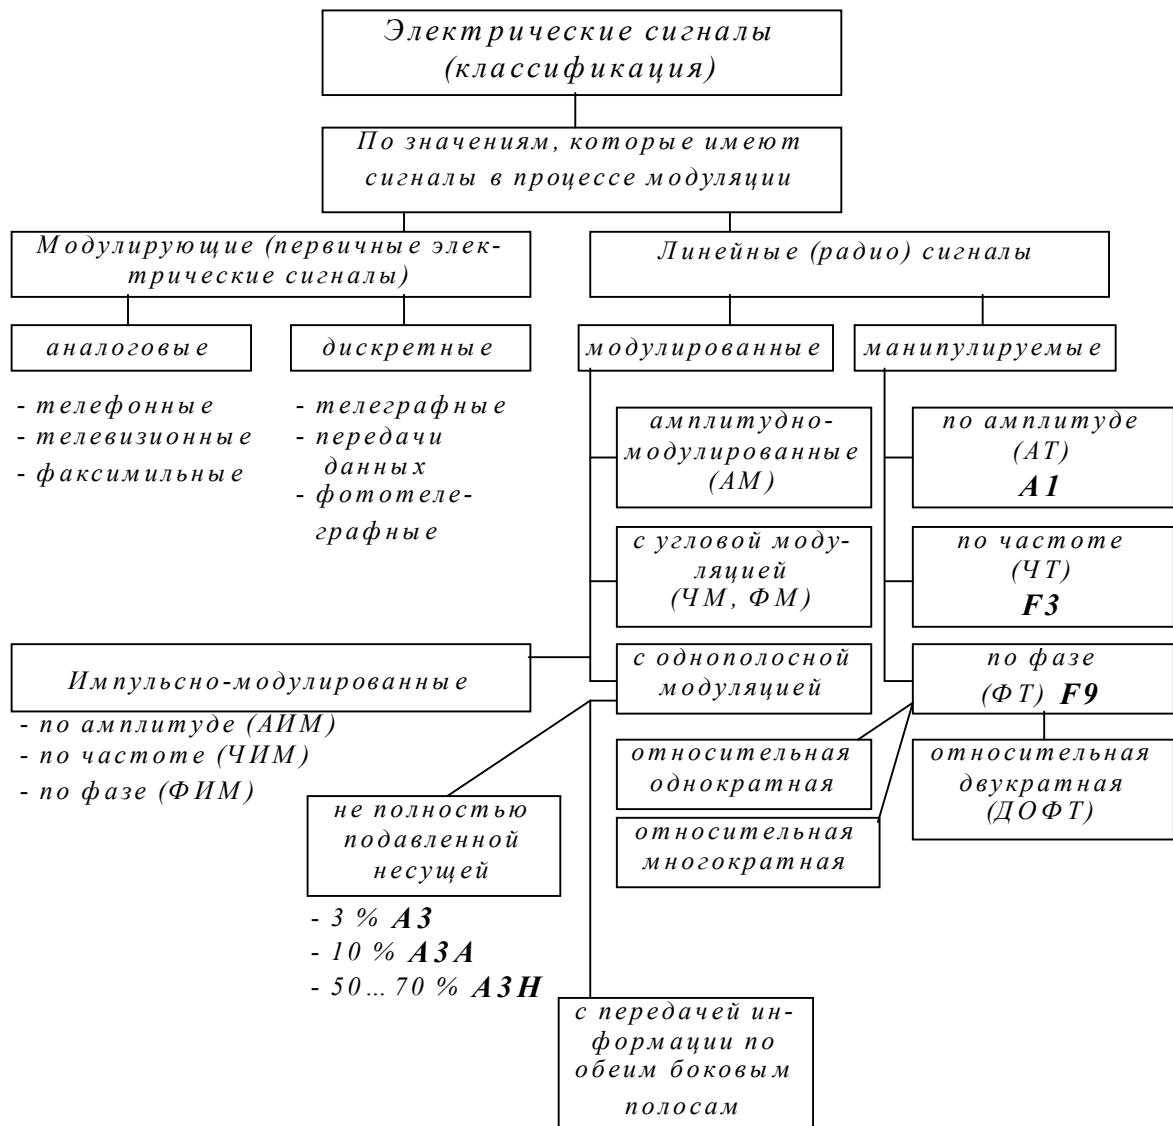 Электрические сигналы
(классификация)
По значениям, которые имеют
сигналы в процессе модуляции
Модулирующие (первичные элек-
трические сигналы)
Линейные (радио) сигналы
аналоговые
дискретные
модулированные
манипулируемые
- телефонные
- телевизионные
- факсимильные
- телеграфные
- передачи
данных
- фототеле-
графные
амплитудно-
модулированные
(АМ)
по амплитуде
(АТ)
A1
с угловой моду-
ляцией
(ЧМ, ФМ)
по частоте
(ЧТ)
F3
Импульсно-модулированные
- по амплитуде (АИМ)
- по частоте (ЧИМ)
- по фазе (ФИМ)
с однополосной
модуляцией
по фазе
(ФТ) F9
относительная
однократная
относительная
двукратная
(ДОФТ)
относительная
многократная
не полностью
подавленной
несущей
- 3 % А3
- 10 % А3А
- 50... 70 % А3Н
с передачей ин-
формации по
обеим боковым
полосам